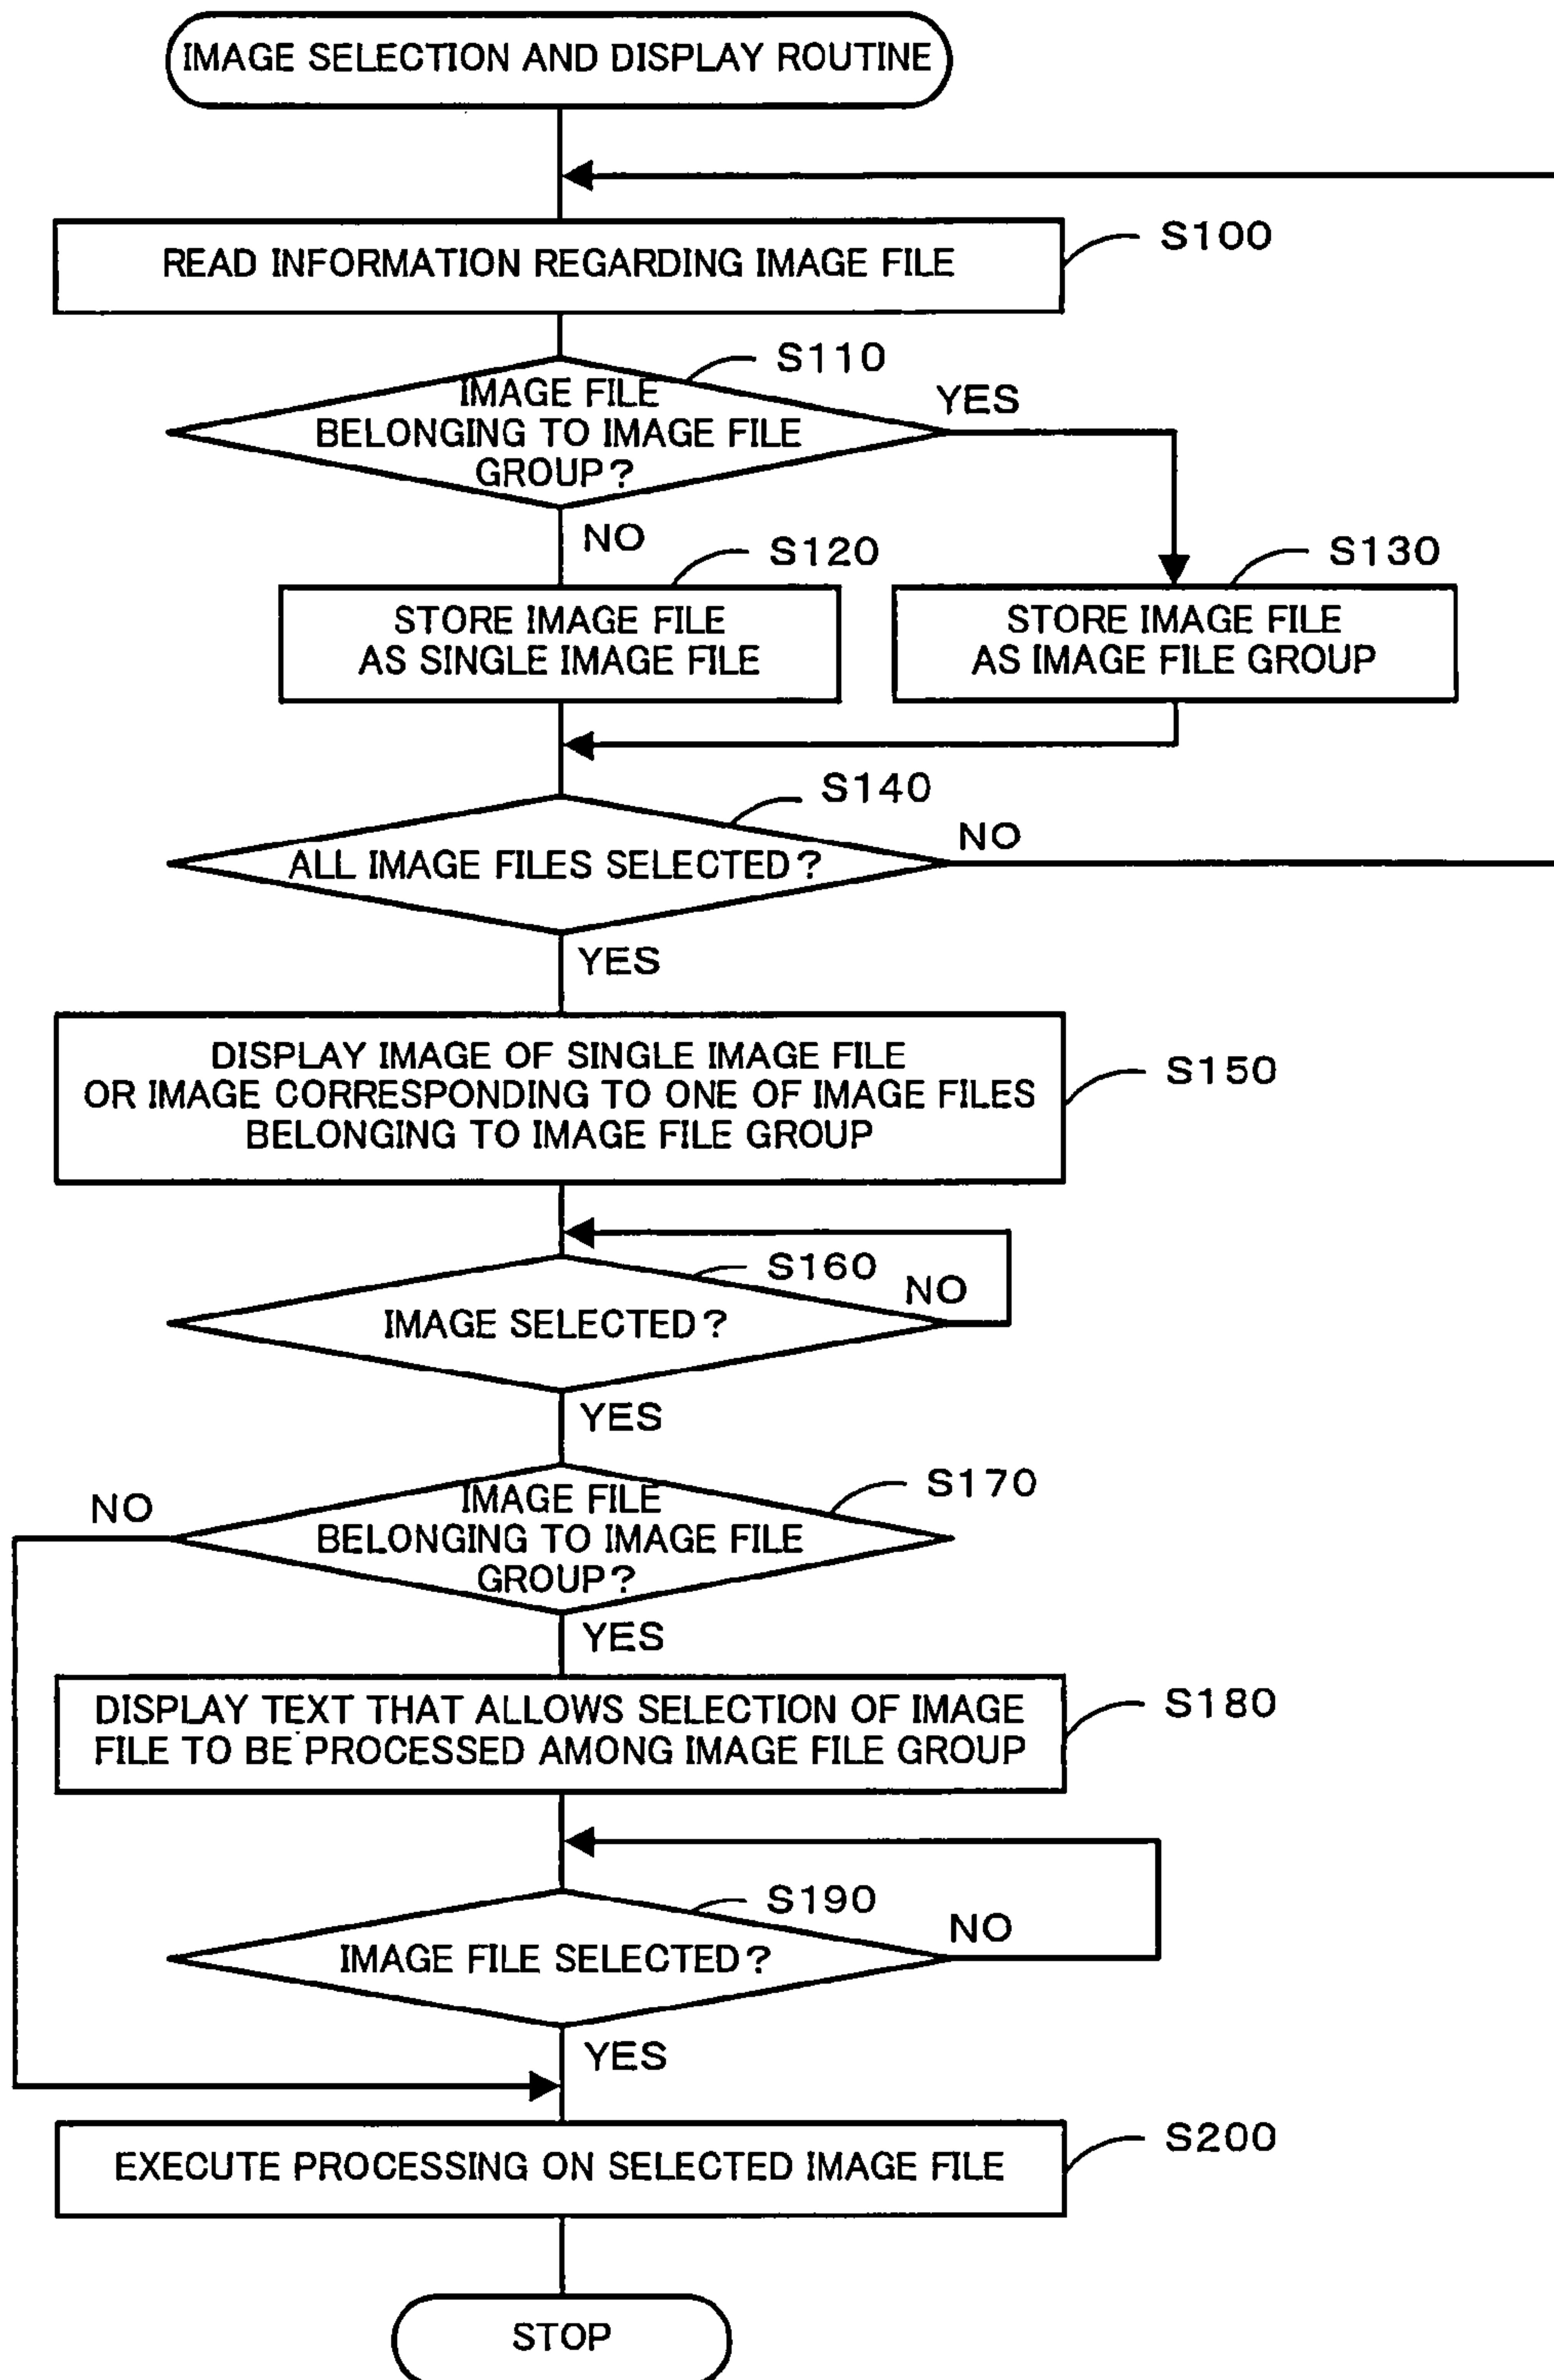 IMAGE SELECTION AND DISPLAY ROUTINE
READ INFORMATION REGARDING IMAGE FILE
S100
S110
IMAGE FILE
BELONGING TO IMAGE FILE
GROUP?
YES
NO
S120
STORE IMAGE FILE
AS SINGLE IMAGE FILE
S130
STORE IMAGE FILE
AS IMAGE FILE GROUP
S140
ALL IMAGE FILES SELECTED?
NO
YES
DISPLAY IMAGE OF SINGLE IMAGE FILE
OR IMAGE CORRESPONDING TO ONE OF IMAGE FILES
BELONGING TO IMAGE FILE GROUP
S150
S160
NO
IMAGE SELECTED?
YES
S170
NO
IMAGE FILE
BELONGING TO IMAGE FILE
GROUP?
YES
DISPLAY TEXT THAT ALLOWS SELECTION OF IMAGE
FILE TO BE PROCESSED AMONG IMAGE FILE GROUP
S180
S190
NO
IMAGE FILE SELECTED?
YES
EXECUTE PROCESSING ON SELECTED IMAGE FILE
S200
STOP